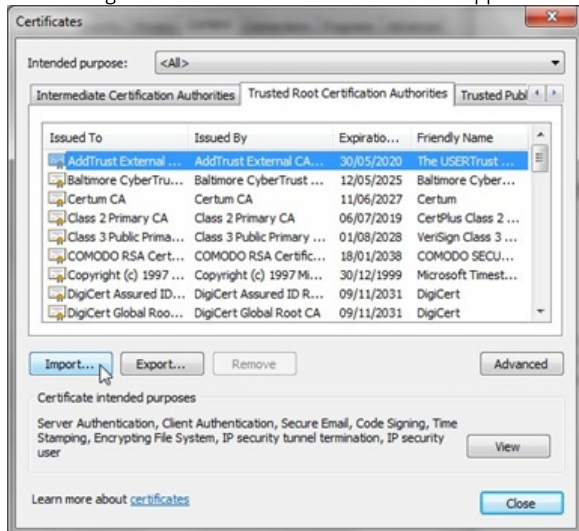 Certificates
Intended purpose: <All>
Intermediate Certification Authorities Trusted Root Certification Authorities Trusted Publ
Issued To Issued By Expiratio... Friendly Name
AddTrust External ... AddTrust External CA... 30/05/2020 The USERTrust ...
Baltimore CyberTru... Baltimore CyberTrust ... 12/05/2025 Baltimore Cyber...
Certum CA Certum CA 11/06/2027 Certum
Class 2 Primary CA Class 2 Primary CA 06/07/2019 CertPlus Class 2 ...
Class 3 Public Prima... Class 3 Public Primary ... 01/08/2028 VeriSign Class 3 ...
COMODO RSA Cert... COMODO RSA Certific... 18/01/2038 COMODO SECU...
Copyright (c) 1997 ... Copyright (c) 1997 Mi... 30/12/1999 Microsoft Timest...
DigiCert Assured ID... DigiCert Assured ID R... 09/11/2031 DigiCert
DigiCert Global Roo... DigiCert Global Root CA 09/11/2031 DigiCert
Import... Export... Remove Advanced
Certificate intended purposes
Server Authentication, Client Authentication, Secure Email, Code Signing, Time
Stamping, Encrypting File System, IP security tunnel termination, IP security
user
View
Learn more about certificates
Close